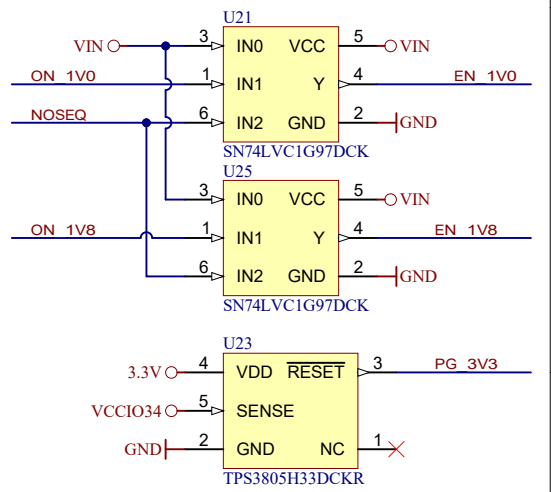 U21
VIN 3 IN0 VCC 5 VIN
ON_1V0 1 IN1 Y 4 EN_1V0
NOSEQ 6 IN2 GND 2 GND
SN74LVC1G97DCK
U25
3 IN0 VCC 5 VIN
ON_1V8 1 IN1 Y 4 EN_1V8
6 IN2 GND 2 GND
SN74LVC1G97DCK
U23
3.3V 4 VDD RESET 3 PG_3V3
VCCIO34 5 SENSE
GND 2 GND NC 1
TPS3805H33DCKR